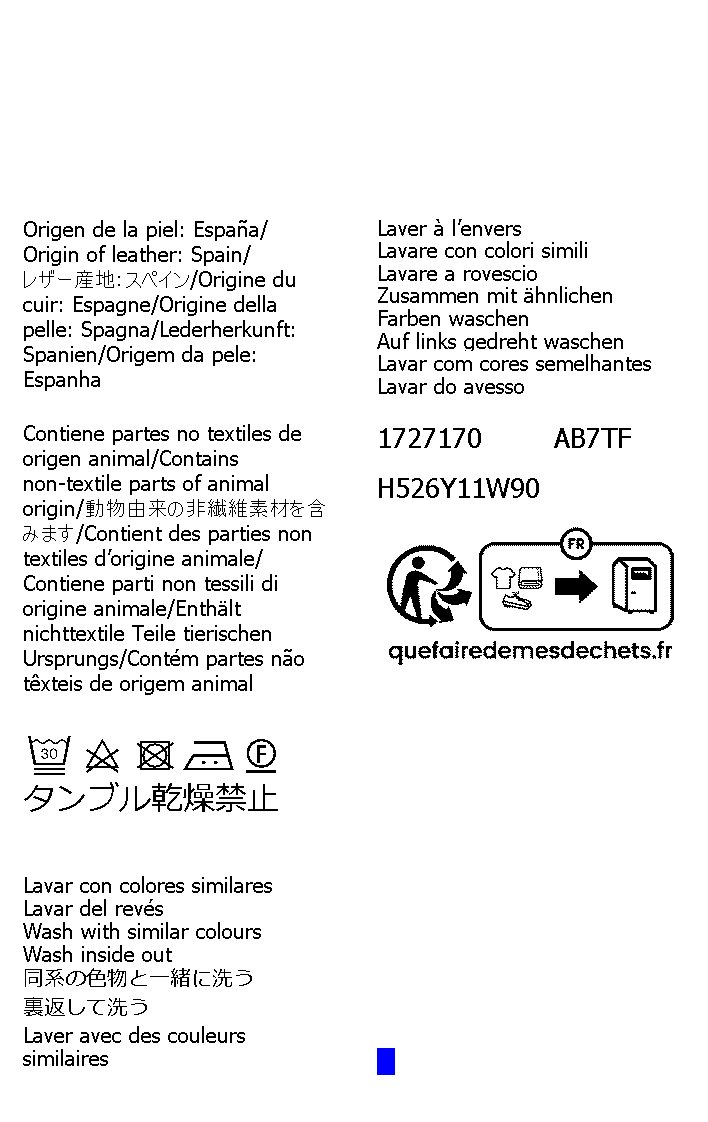 Origen de la piel: España/
Origin of leather: Spain/
レザー産地：スペイン/Origine du
cuir: Espagne/Origine della
pelle: Spagna/Lederherkunft:
Spanien/Origem da pele:
Espanha
Contiene partes no textiles de
origen animal/Contains
non-textile parts of animal
origin/動物由来の非繊維素材を含
みます/Contient des parties non
textiles d'origine animale/
Contiene parti non tessili di
origine animale/Enthält
nichttextile Teile tierischen
Ursprungs/Contém partes não
têxteis de origem animal
30
F
タンブル乾燥禁止
Lavar con colores similares
Lavar del revés
Wash with similar colours
Wash inside out
同系の色物と一緒に洗う
裏返して洗う
Laver avec des couleurs
similaires
Laver à l'envers
Lavare con colori simili
Lavare a rovescio
Zusammen mit ähnlichen
Farben waschen
Auf links gedreht waschen
Lavar com cores semelhantes
Lavar do avesso
1727170 AB7TF
H526Y11W90
FR
quefairedemesdechets.fr